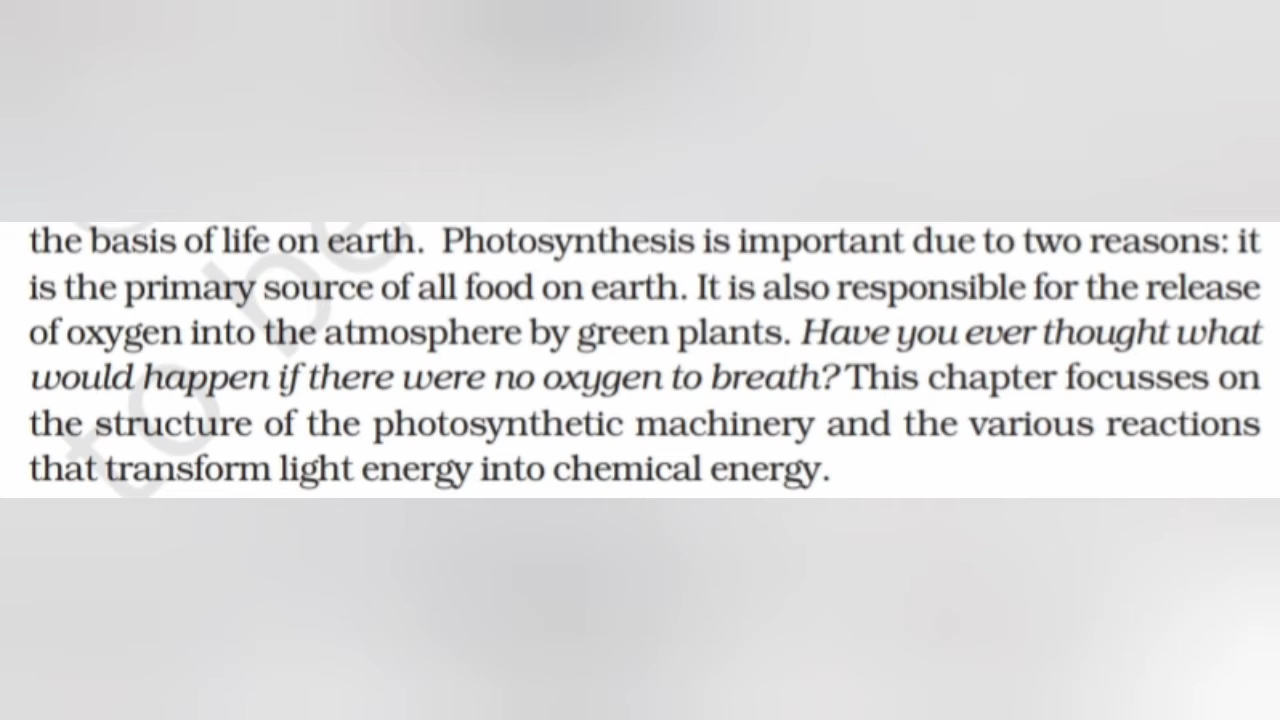 the basis of life on earth. Photosynthesis is important due to two reasons: it
is the primary source of all food on earth. It is also responsible for the release
of oxygen into the atmosphere by green plants. Have you ever thought what
would happen if there were no oxygen to breath? This chapter focusses on
the structure of the photosynthetic machinery and the various reactions
that transform light energy into chemical energy.
to be